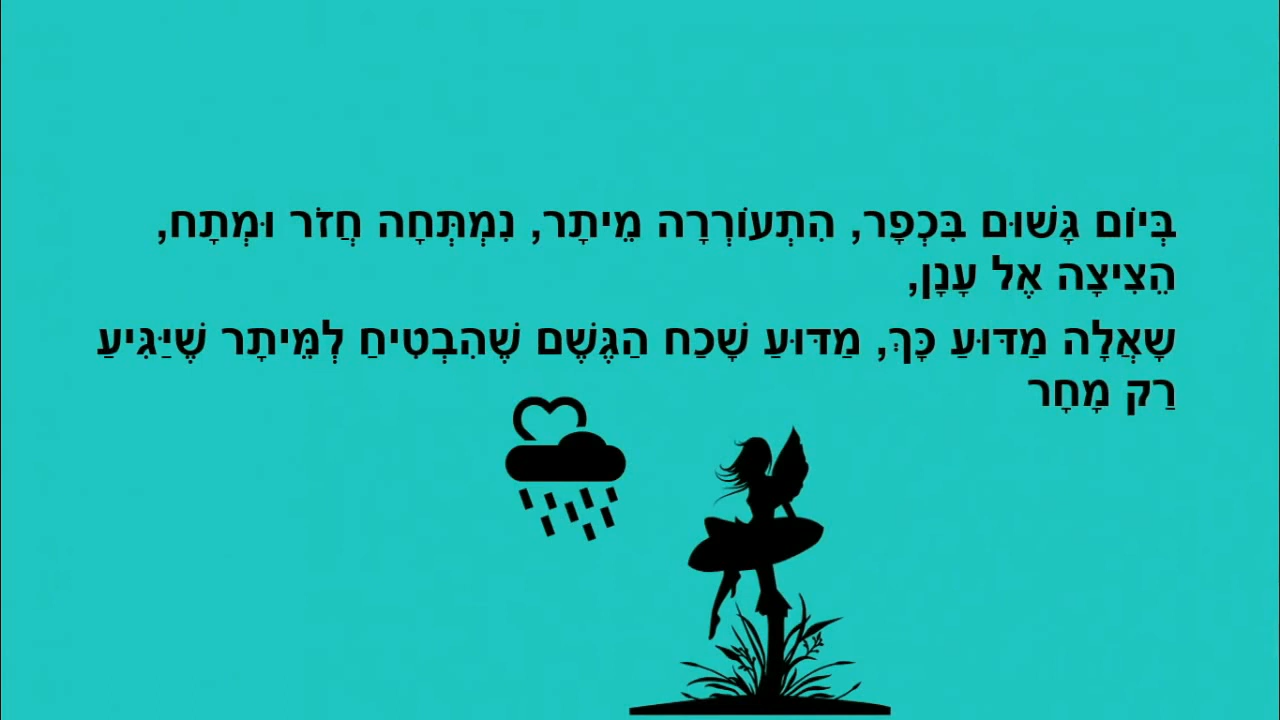 בְּיוֹם גָּשׁוּם בִּכְפָר, הִתְעוֹרְרָה מֵיתָר, נִמְתְּחָה חֲזֹר וּמְתָח,
הֵצִיצָה אֶל עָנָן,
שָׁאֲלָה מַדּוּעַ כָּךְ, מַדּוּעַ שָׁכַח הַגֶּשֶׁם שֶׁהִבְטִיחַ לְמֵּיתָר שֶׁיַּגִּיעַ
רַק מָחָר